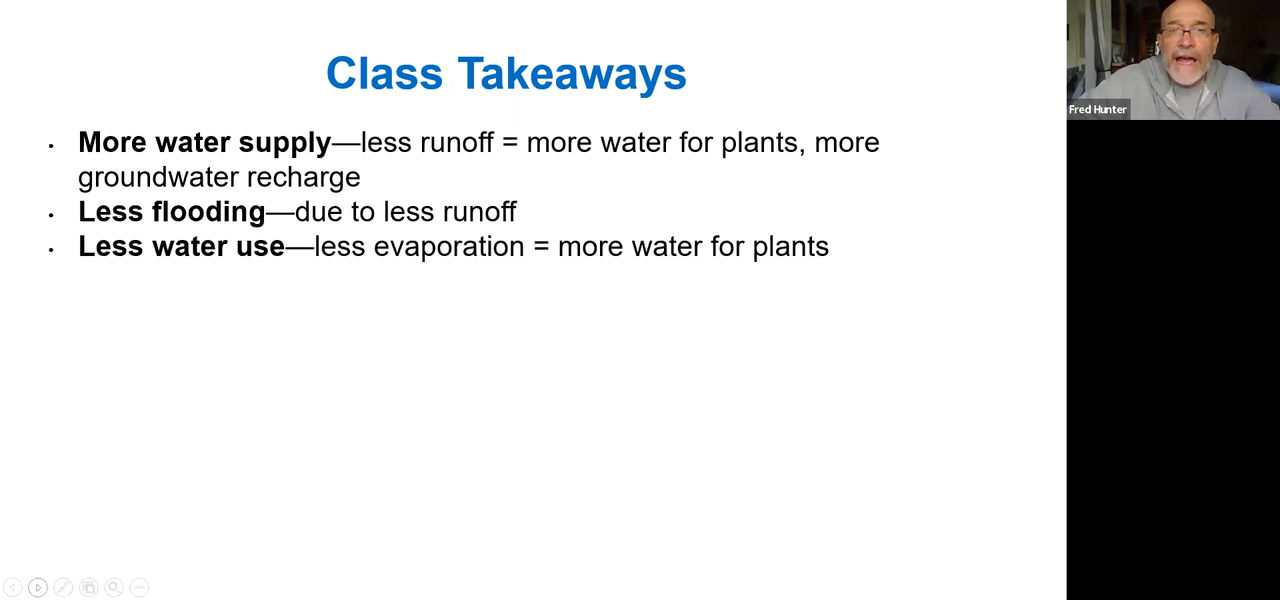 Class Takeaways
• More water supply—less runoff = more water for plants, more
groundwater recharge
• Less flooding—due to less runoff
• Less water use—less evaporation = more water for plants
Fred Hunter